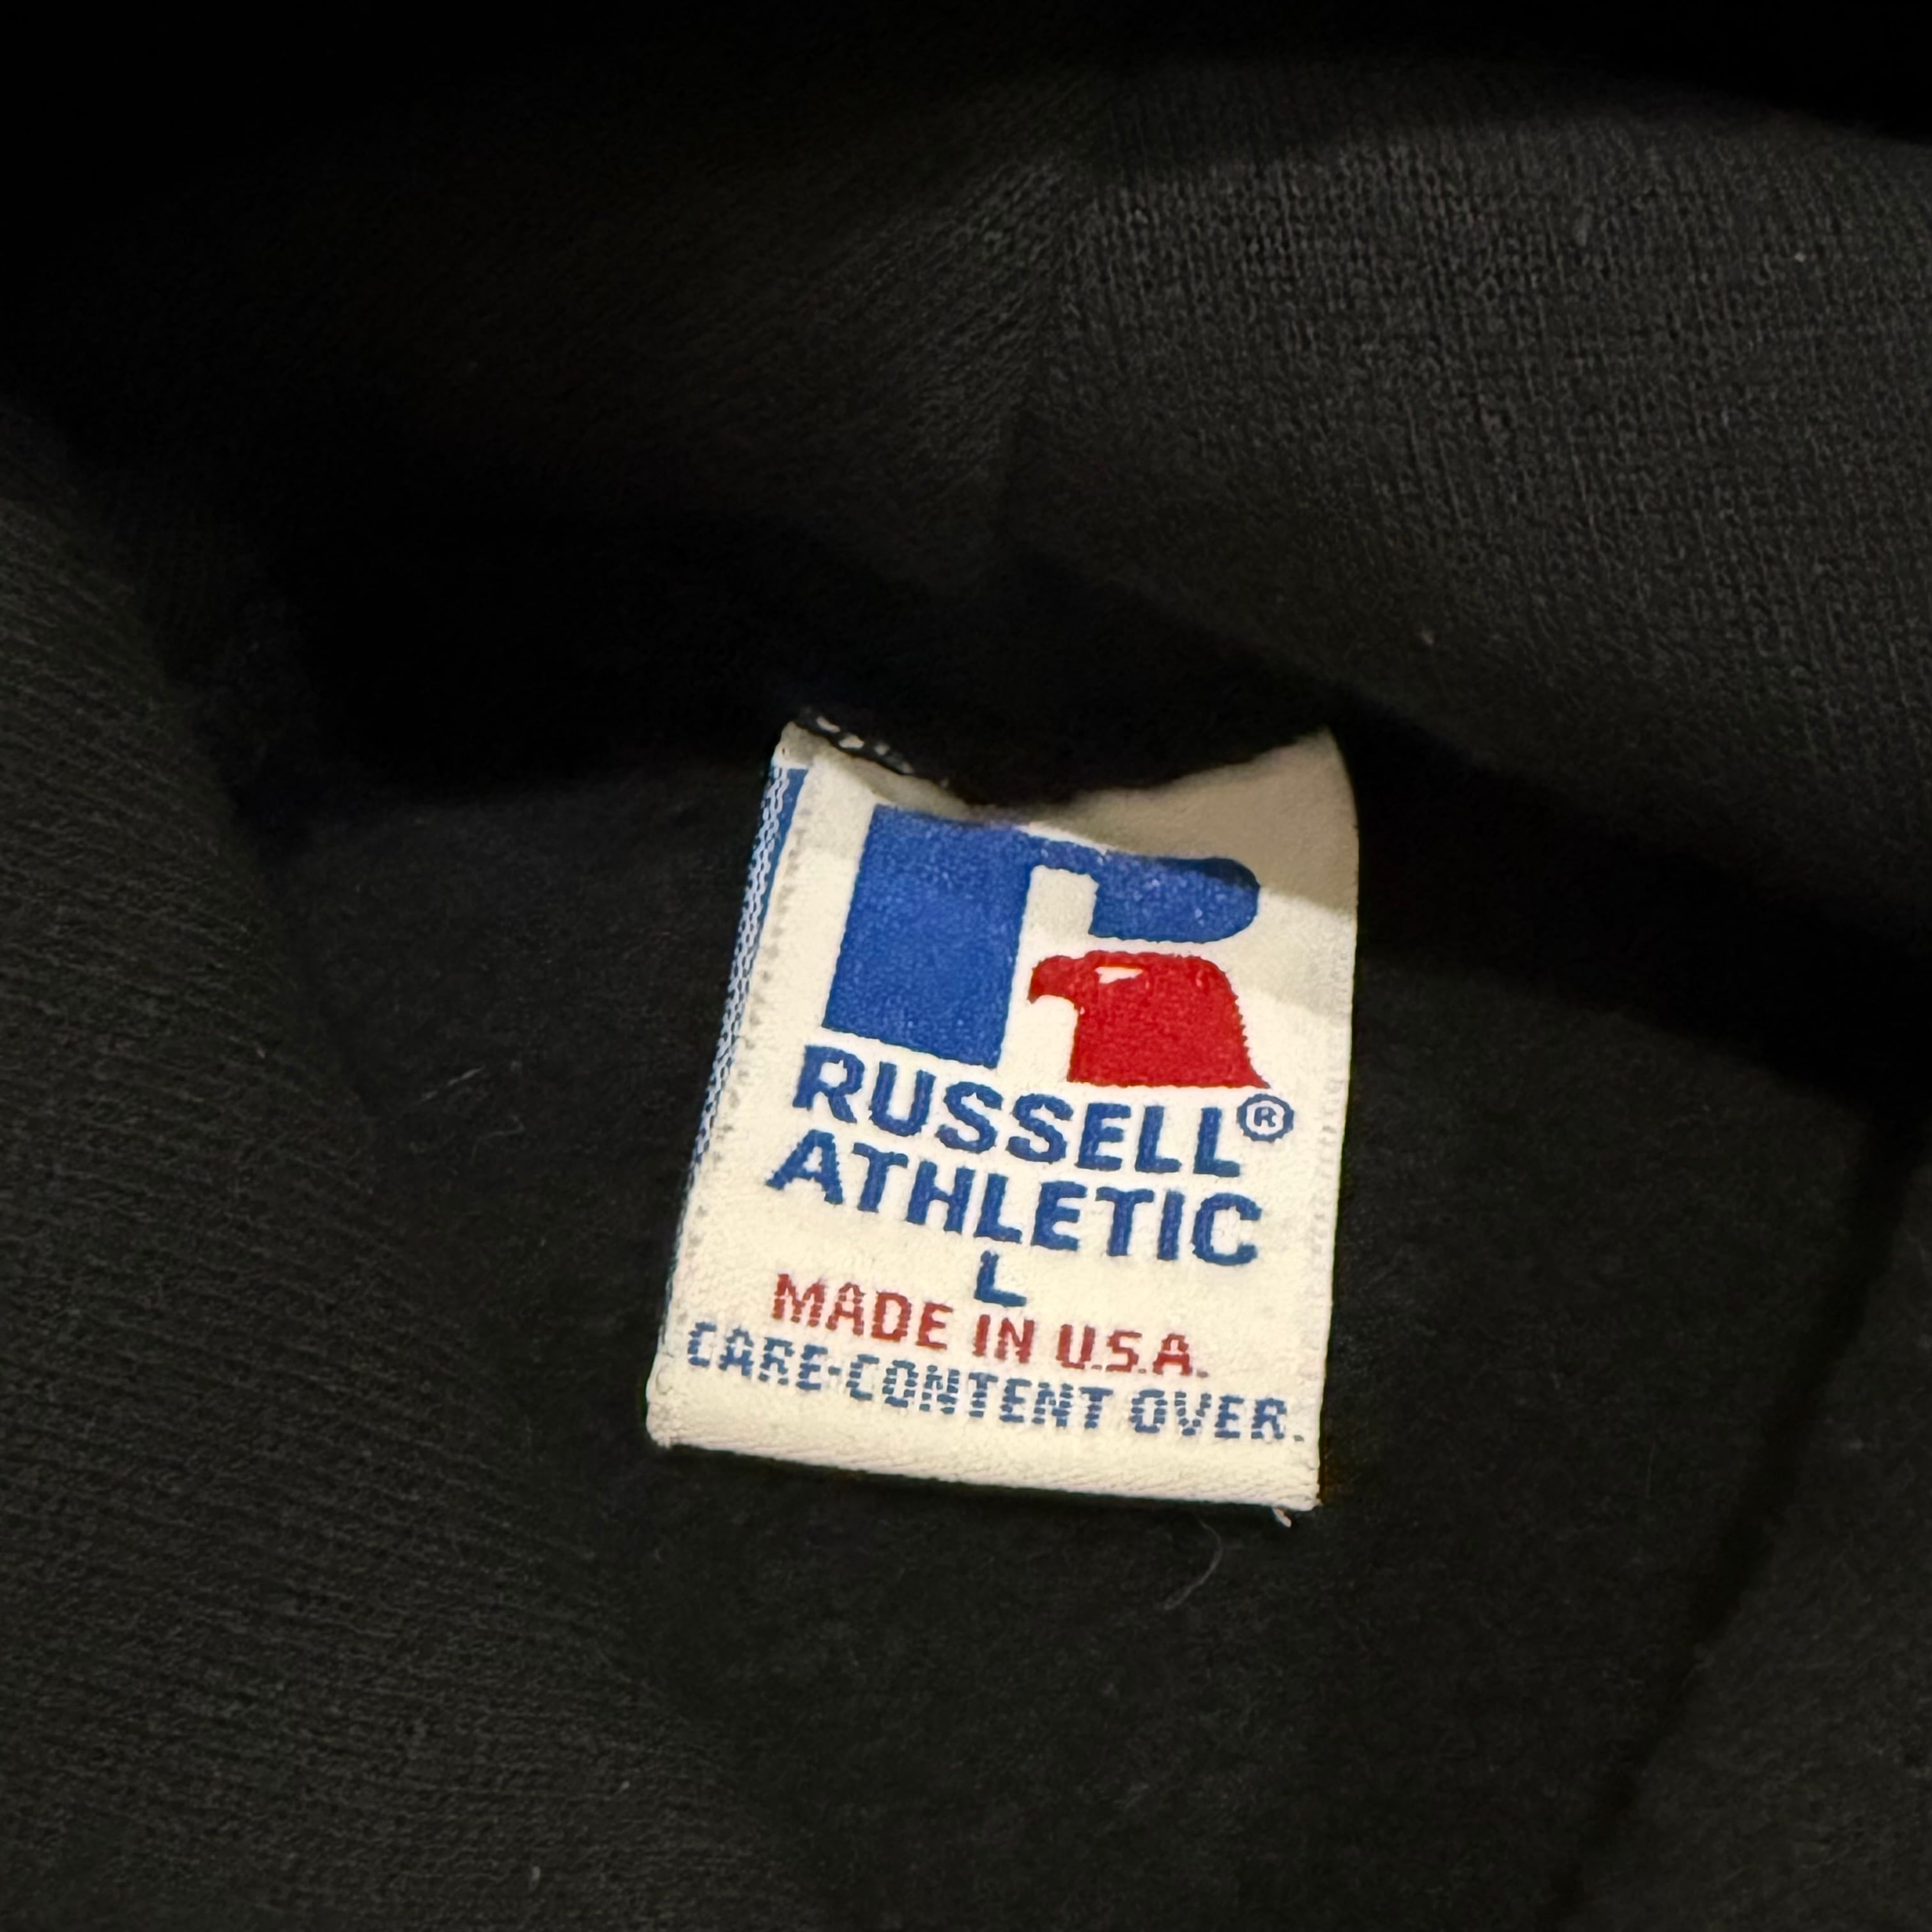 RUSSELL®
ATHLETIC
L
MADE IN U.S.A.
CARE-CONTENT OVER.